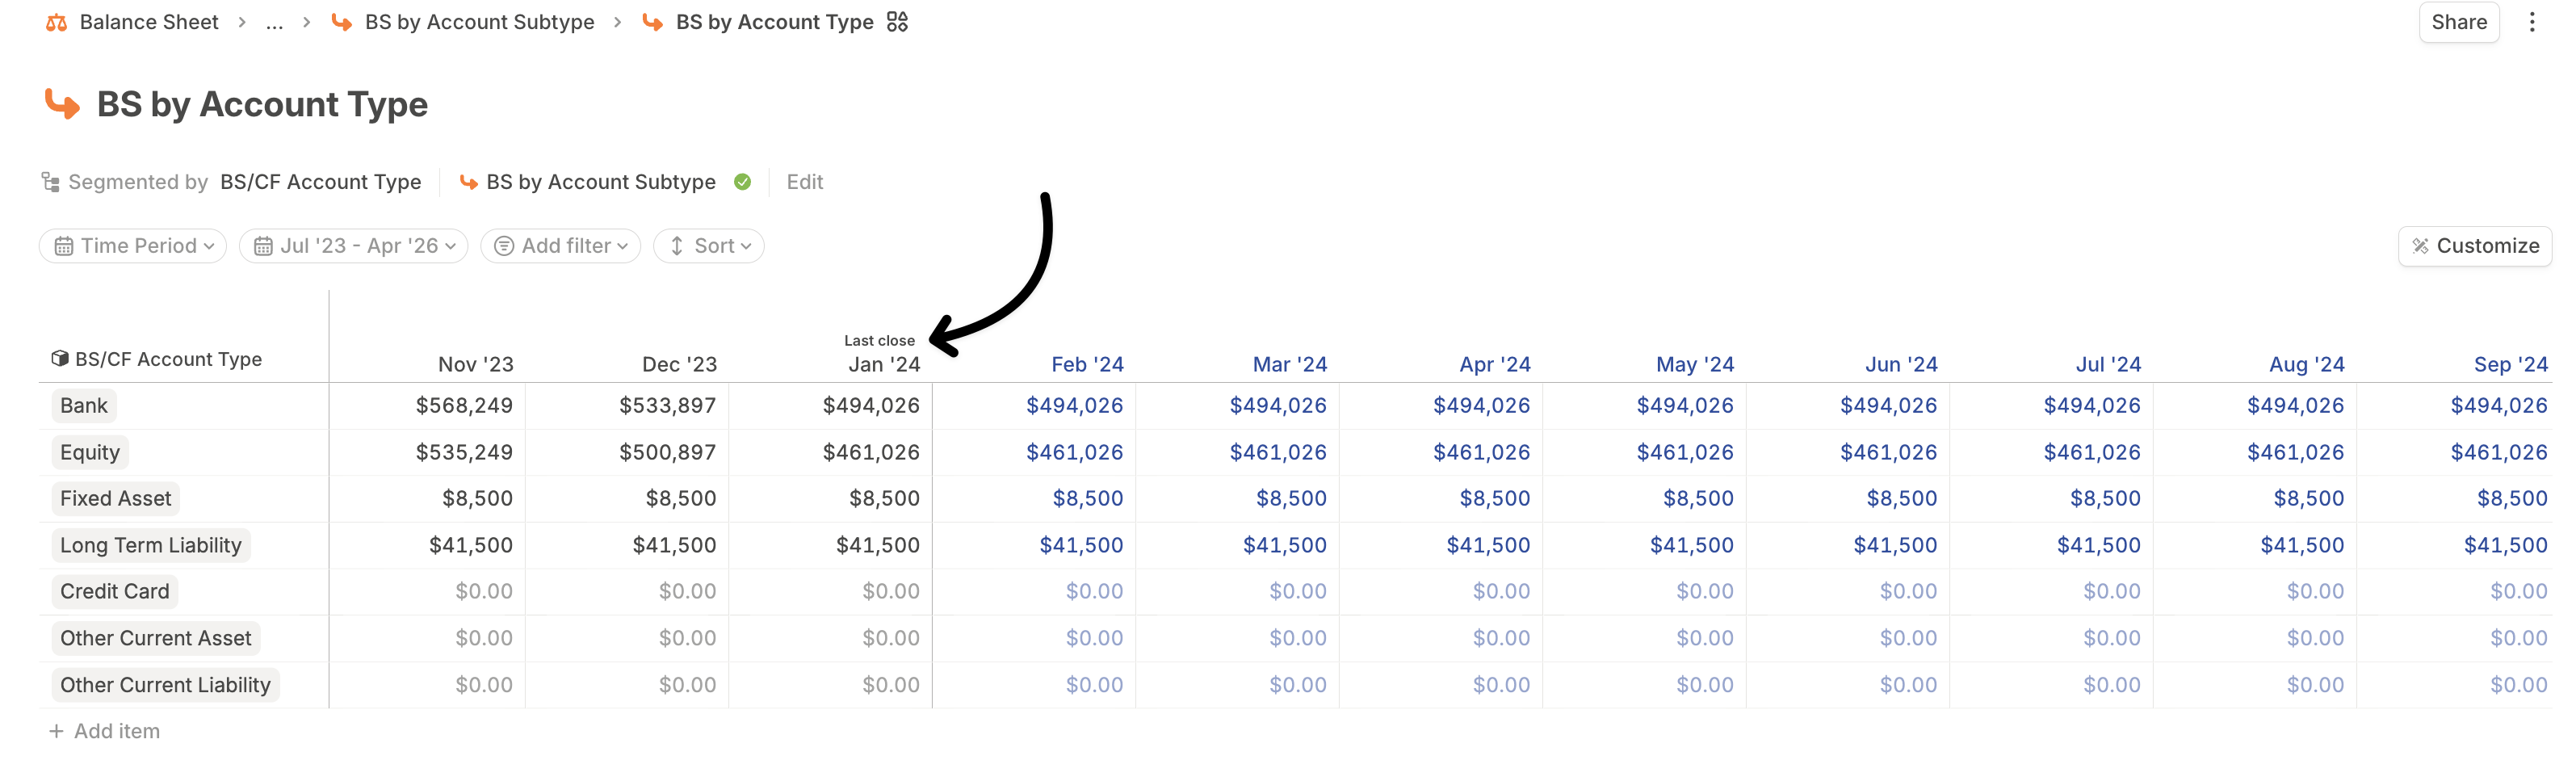 Balance Sheet > ... > BS by Account Subtype > BS by Account Type Share
BS by Account Type
Segmented by BS/CF Account Type BS by Account Subtype Edit
Time Period Jul '23 - Apr '26 Add filter Sort Customize
Last close
BS/CF Account Type Nov '23 Dec '23 Jan '24 Feb '24 Mar '24 Apr '24 May '24 Jun '24 Jul '24 Aug '24 Sep '24
Bank $568,249 $533,897 $494,026 $494,026 $494,026 $494,026 $494,026 $494,026 $494,026 $494,026 $494,026
Equity $535,249 $500,897 $461,026 $461,026 $461,026 $461,026 $461,026 $461,026 $461,026 $461,026 $461,026
Fixed Asset $8,500 $8,500 $8,500 $8,500 $8,500 $8,500 $8,500 $8,500 $8,500 $8,500 $8,500
Long Term Liability $41,500 $41,500 $41,500 $41,500 $41,500 $41,500 $41,500 $41,500 $41,500 $41,500 $41,500
Credit Card $0.00 $0.00 $0.00 $0.00 $0.00 $0.00 $0.00 $0.00 $0.00 $0.00 $0.00
Other Current Asset $0.00 $0.00 $0.00 $0.00 $0.00 $0.00 $0.00 $0.00 $0.00 $0.00 $0.00
Other Current Liability $0.00 $0.00 $0.00 $0.00 $0.00 $0.00 $0.00 $0.00 $0.00 $0.00 $0.00
+ Add item